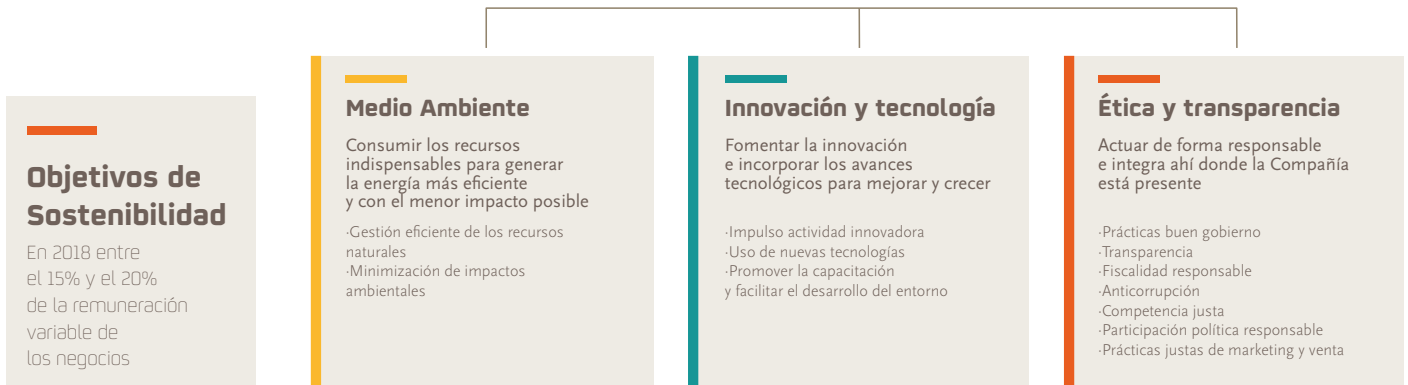 Objetivos de
Sostenibilidad
En 2018 entre
el 15% y el 20%
de la remuneración
variable de
los negocios
Medio Ambiente
Consumir los recursos
indispensables para generar
la energía más eficiente
y con el menor impacto posible
·Gestión eficiente de los recursos
naturales
·Minimización de impactos
ambientales
Innovación y tecnología
Fomentar la innovación
e incorporar los avances
tecnológicos para mejorar y crecer
·Impulso actividad innovadora
·Uso de nuevas tecnologías
·Promover la capacitación
y facilitar el desarrollo del entorno
Ética y transparencia
Actuar de forma responsable
e integra ahí donde la Compañía
está presente
·Prácticas buen gobierno
·Transparencia
·Fiscalidad responsable
·Anticorrupción
·Competencia justa
·Participación política responsable
·Prácticas justas de marketing y venta